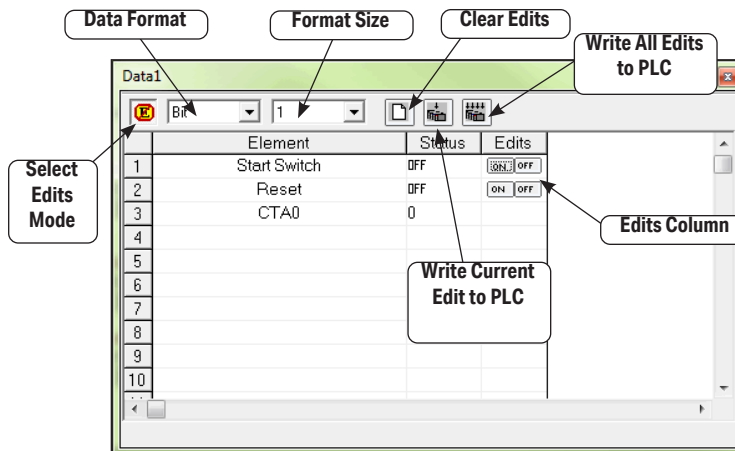 Data Format
Format Size
Clear Edits
Write All Edits
to PLC
Data1
E Bit 1
Element Status Edits
1 Start Switch OFF ON OFF
2 Reset OFF ON OFF
3 CTA0 0
4
5
6
7
8
9
10
Select
Edits
Mode
Edits Column
Write Current
Edit to PLC